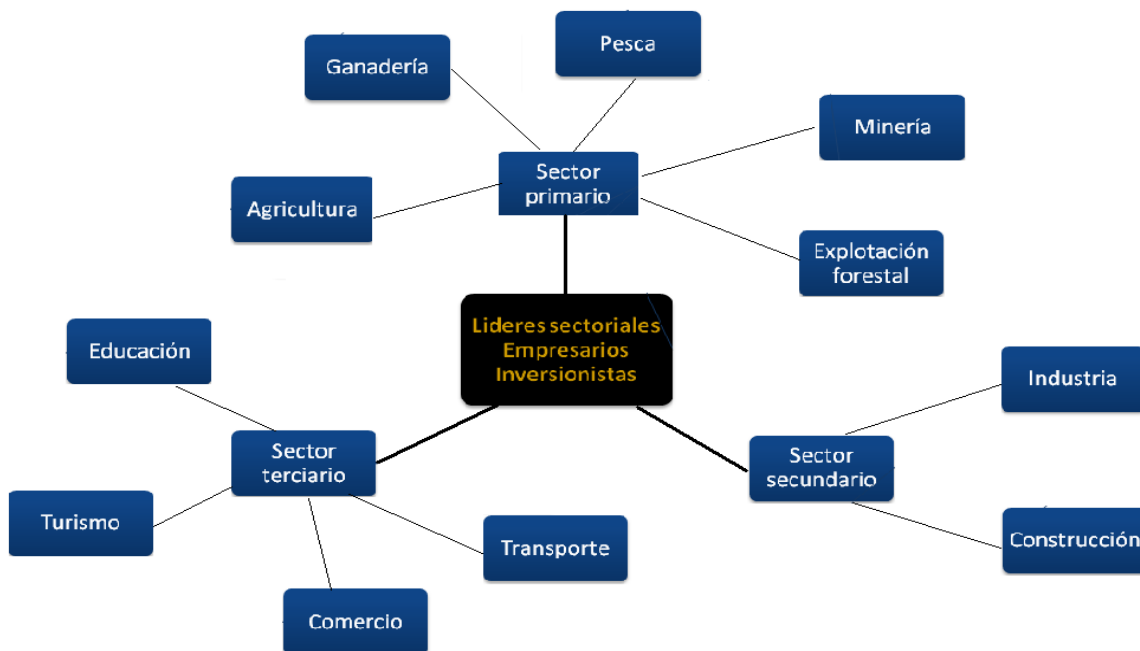 Pesca
Ganadería
Minería
Sector
primario
Agricultura
Explotación
forestal
Lideres sectoriales
Empresarios
Inversionistas
Educación
Industria
Sector
terciario
Sector
secundario
Turismo
Transporte
Construcción
Comercio